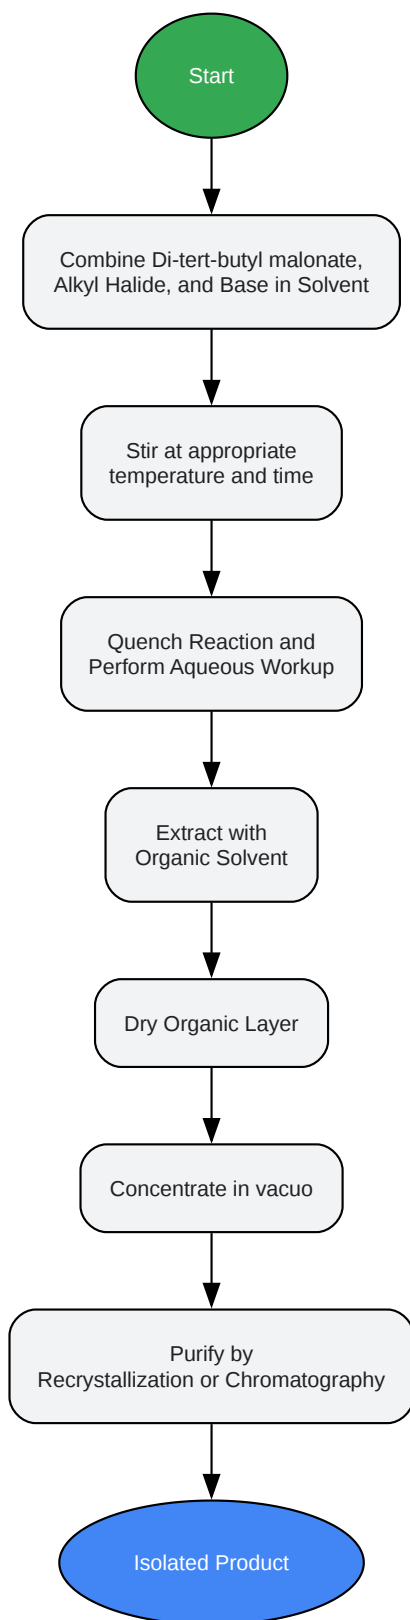 Start
Combine Di-tert-butyl malonate,
Alkyl Halide, and Base in Solvent
Stir at appropriate
temperature and time
Quench Reaction and
Perform Aqueous Workup
Extract with
Organic Solvent
Dry Organic Layer
Concentrate in vacuo
Purify by
Recrystallization or Chromatography
Isolated Product